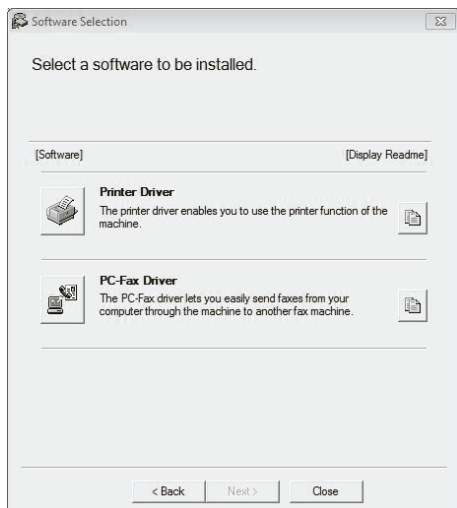 Software Selection
Select a software to be installed.
[Software] [Display Readme]
Printer Driver
The printer driver enables you to use the printer function of the
machine.
PC-Fax Driver
The PC-Fax driver lets you easily send faxes from your
computer through the machine to another fax machine.
< Back Next > Close